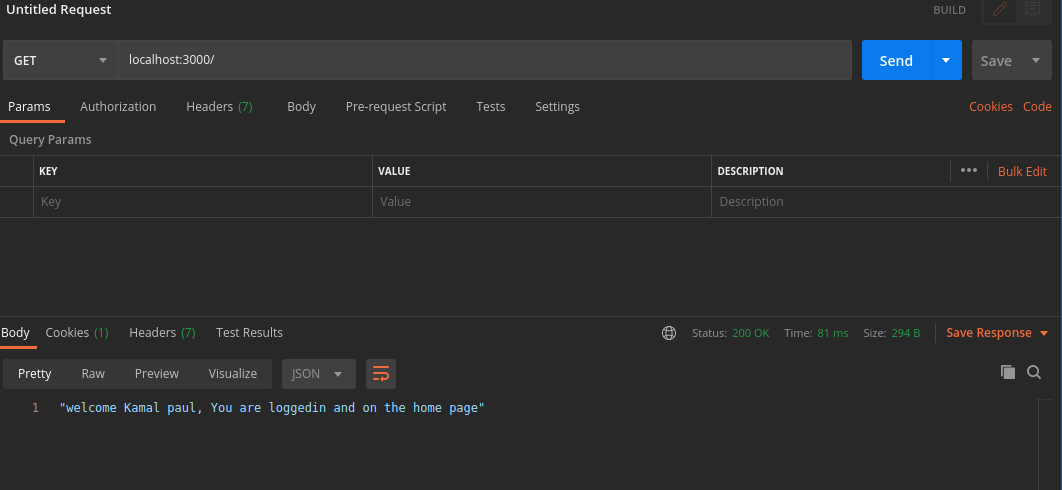 Untitled Request BUILD
GET localhost:3000/ Send Save
Params Authorization Headers (7) Body Pre-request Script Tests Settings Cookies Code
Query Params
KEY VALUE DESCRIPTION ••• Bulk Edit
Key Value Description
Body Cookies (1) Headers (7) Test Results Status: 200 OK Time: 81 ms Size: 294 B Save Response
Pretty Raw Preview Visualize JSON
1 "welcome Kamal paul, You are loggedin and on the home page"